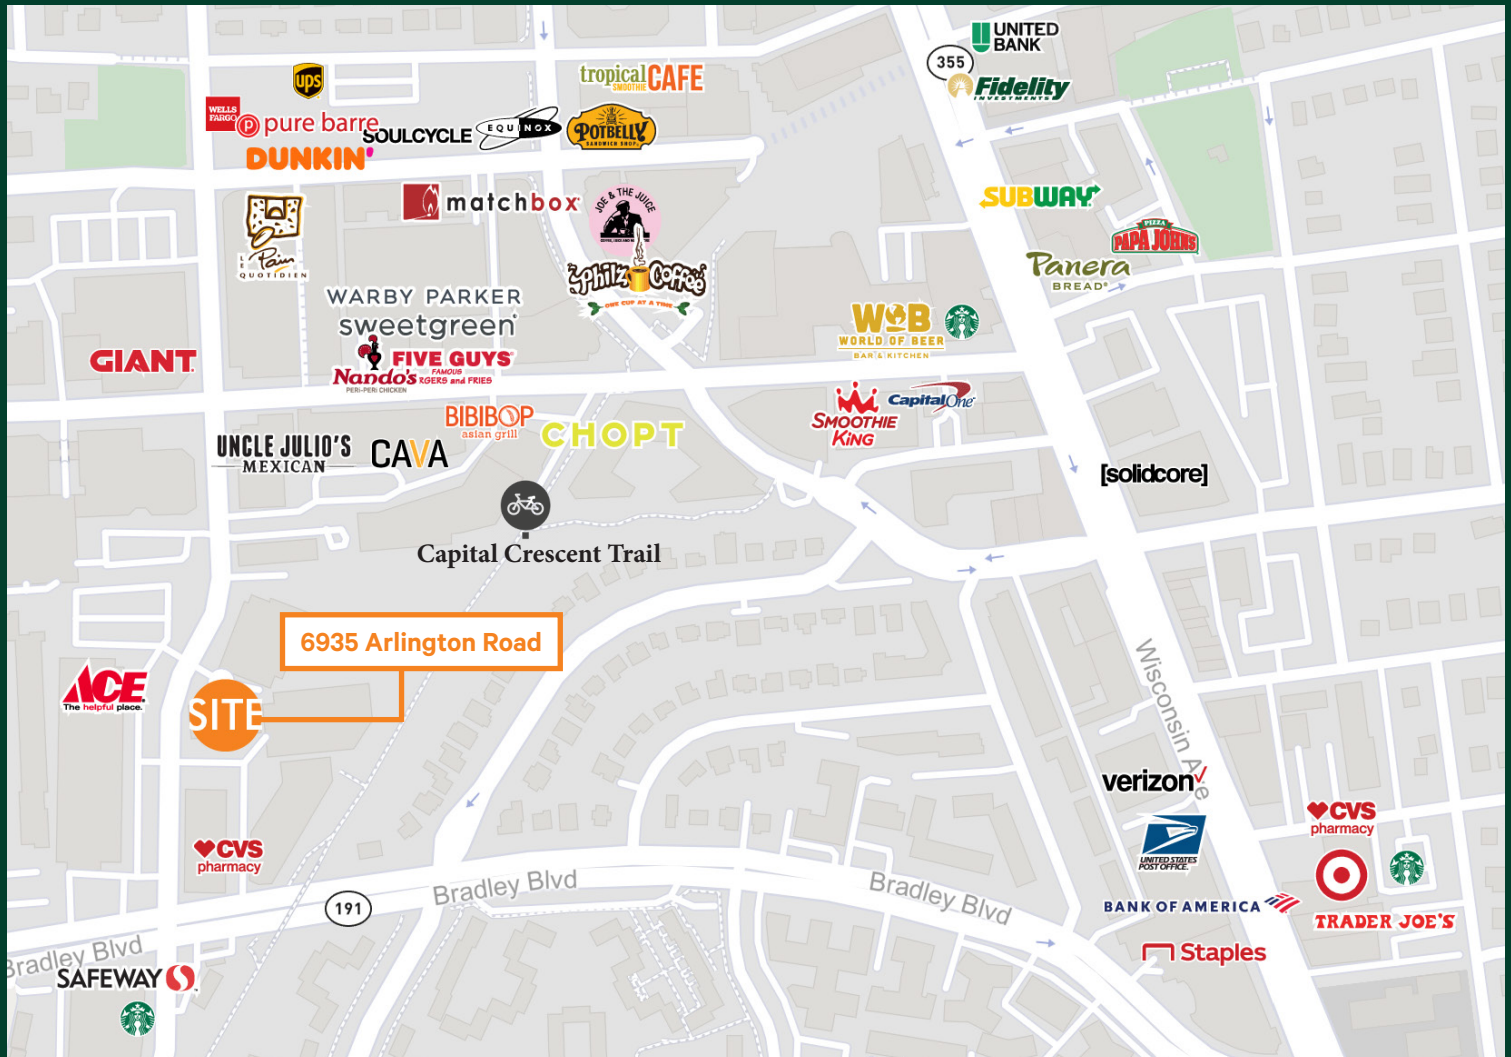 UNITED
BANK
355
Fidelity
INVESTMENTS
ups
tropical CAFE
SMOOTHIE
WELLS
FARGO
p pure barre
SOULCYCLE
EQUINOX
POTBELLY
SANDWICH SHOP
DUNKIN'
matchbox
JOE & THE JUICE
SUBWAY
PIZZA
PAPA JOHNS
LE
Pain
QUOTIDIEN
Philz Coffee
ONE CUP AT A TIME
Panera
BREAD
WARBY PARKER
sweetgreen
WOB
WORLD OF BEER
BAR & KITCHEN
GIANT
FIVE GUYS
FAMOUS
RGERS and FRIES
Nando's
PERi-PERi CHICKEN
SMOOTHIE
KING
Capital One
BIBIBOP
asian grill
CHOPT
UNCLE JULIO'S
MEXICAN
CAVA
[solidcore]
Capital Crescent Trail
6935 Arlington Road
ACE
The helpful place.
SITE
Wisconsin Ave
verizon
CVS
pharmacy
UNITED STATES
POST OFFICE
CVS
pharmacy
BANK OF AMERICA
TRADER JOE'S
Staples
191
Bradley Blvd
Bradley Blvd
Bradley Blvd
SAFEWAY